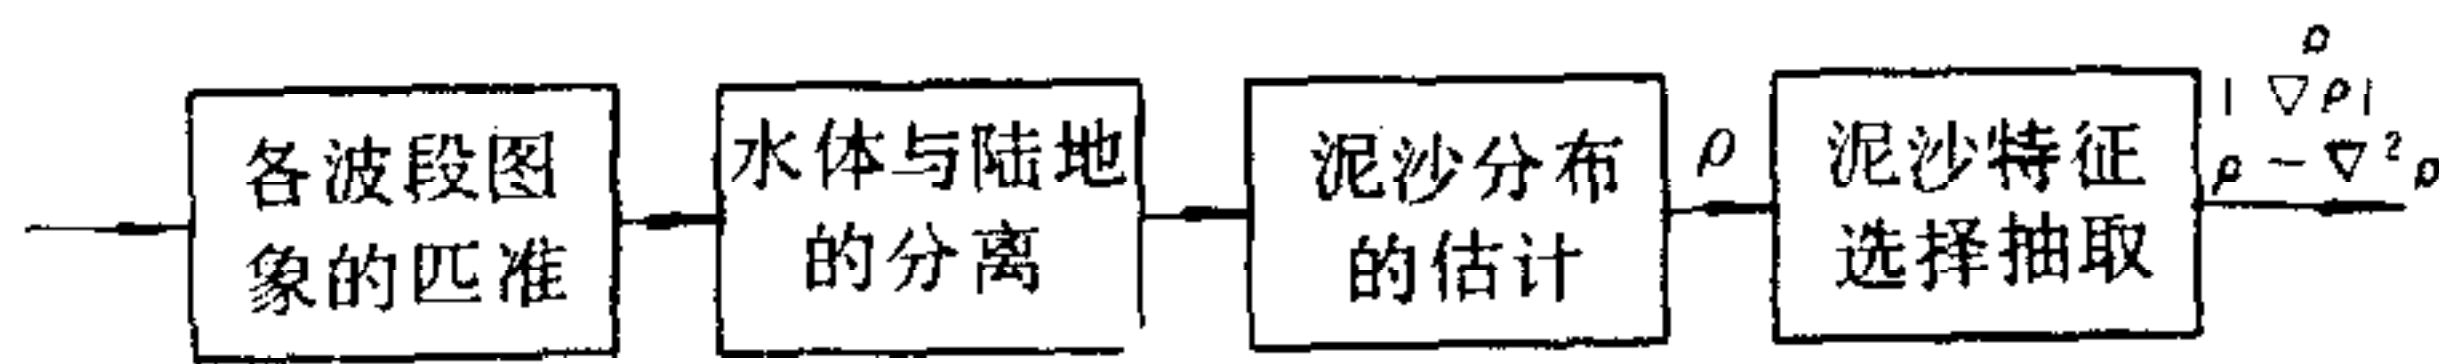 各波段图
象的匹准
水体与陆地
的分离
泥沙分布
的估计
ρ
泥沙特征
选择抽取
ρ
|∇ρ|
ρ-∇²ρ